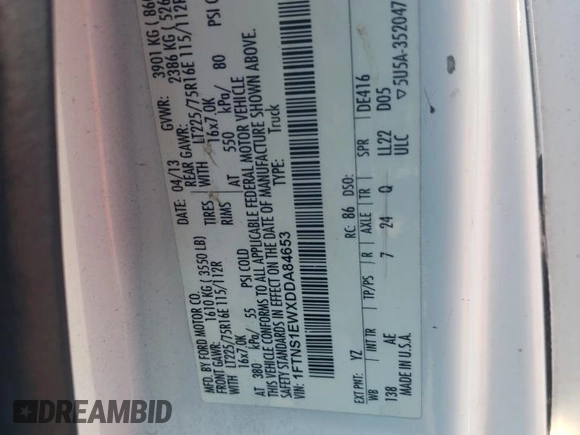 MFD. BY FORD MOTOR CO.
DATE: 04/13 GVWR: 3901 KG
FRONT GAWR: 1610 KG (3550 LB) REAR GAWR: 2386 KG
WITH LT225/75R16E 115/112R TIRES WITH LT225/75R16E 115/112R
16x7.0K RIMS 16x7.0K
AT 380 kPa/ 55 PSI COLD AT 550 kPa/ 80 PSI
THIS VEHICLE CONFORMS TO ALL APPLICABLE FEDERAL MOTOR VEHICLE
SAFETY STANDARDS IN EFFECT ON THE DATE OF MANUFACTURE SHOWN ABOVE.
VIN: 1FTNS1EWXDDA84653 TYPE: Truck
EXT PNT: YZ RC: 86 DSO:
WB INT TR TP/PS R AXLE TR SPR DE416
138 AE 7 24 Q LL22 D05
MADE IN U.S.A. ULC ▽5U5A-352047
DREAMBID